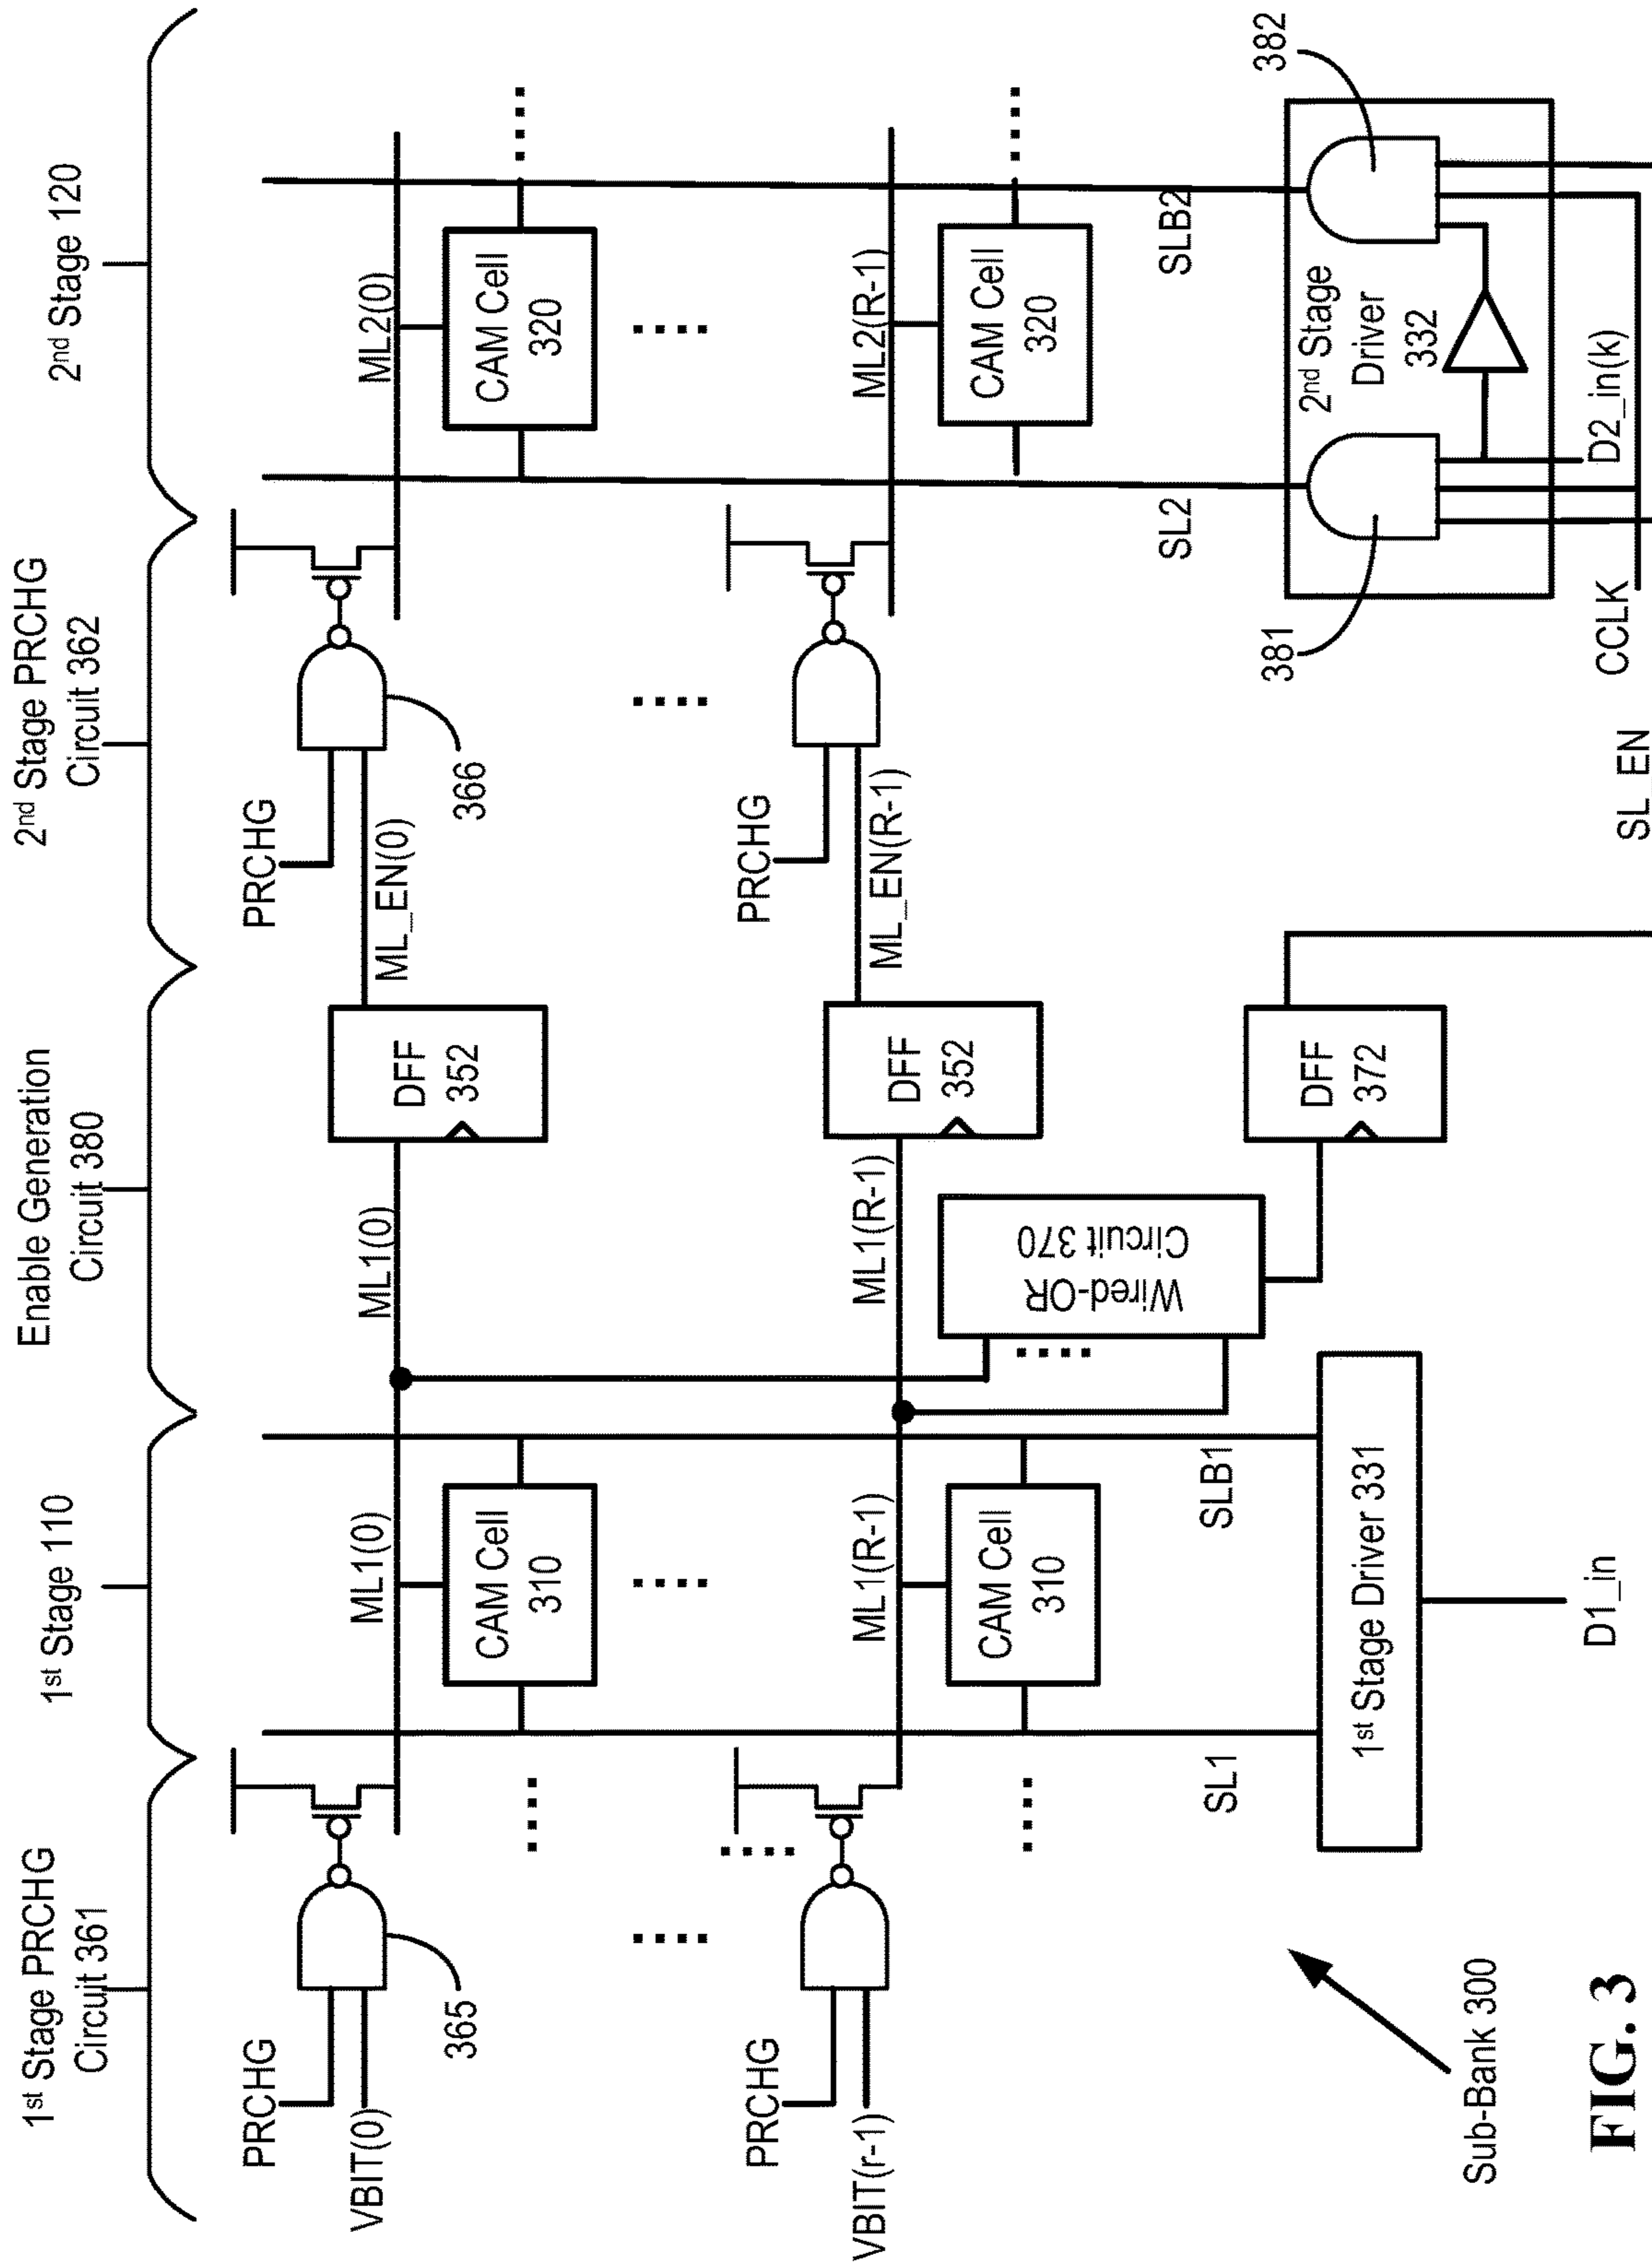 1st Stage PRCHG
Circuit 361
1st Stage 110
Enable Generation
Circuit 380
2nd Stage PRCHG
Circuit 362
2nd Stage 120
PRCHG
VBIT(0)
365
ML1(0)
CAM Cell
310
ML1(0)
DFF
352
ML_EN(0)
PRCHG
366
ML2(0)
CAM Cell
320
PRCHG
VBIT(r-1)
ML1(R-1)
CAM Cell
310
ML1(R-1)
DFF
352
ML_EN(R-1)
PRCHG
ML2(R-1)
CAM Cell
320
Wired-OR
Circuit 370
SL1
SLB1
1st Stage Driver 331
D1_in
DFF
372
SL2
SLB2
381
2nd Stage
Driver
332
382
D2_in(k)
CCLK
SL_EN
Sub-Bank 300
FIG. 3